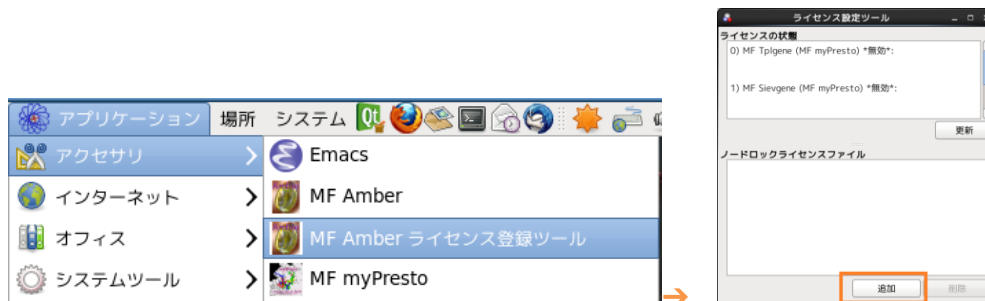 アプリケーション 場所 システム
アクセサリ
インターネット
オフィス
システムツール
Emacs
MF Amber
MF Amber ライセンス登録ツール
MF myPresto
ライセンス設定ツール
ライセンスの状態
0) MF Tplgene (MF myPresto) *無効*:
1) MF Sievgene (MF myPresto) *無効*:
更新
ノードロックライセンスファイル
追加
削除